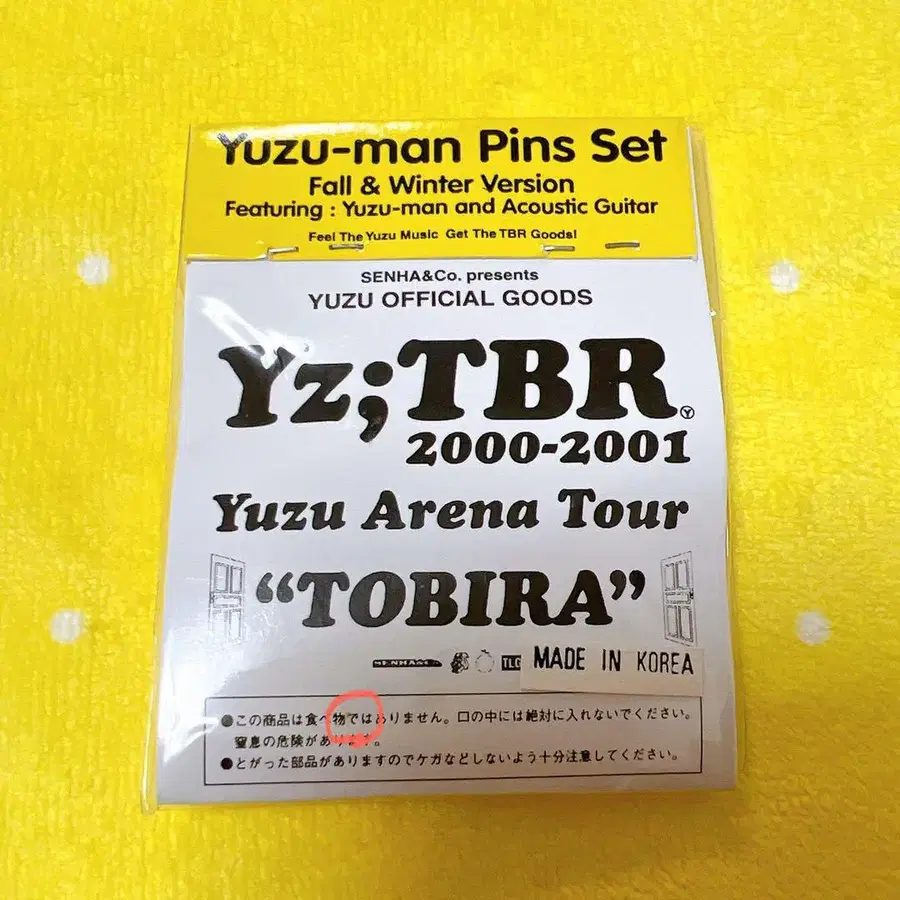 Yuzu-man Pins Set
Fall & Winter Version
Featuring : Yuzu-man and Acoustic Guitar
Feel The Yuzu Music Get The TBR Goods!
SENHA&Co. presents
YUZU OFFICIAL GOODS
Yz;TBR
2000-2001
Yuzu Arena Tour
“TOBIRA”
SENHA&Co.
MADE IN KOREA
●この商品は食べ物ではありません。口の中には絶対に入れないでください。
窒息の危険があります。
●とがった部品がありますのでケガなどしないよう十分注意してください。